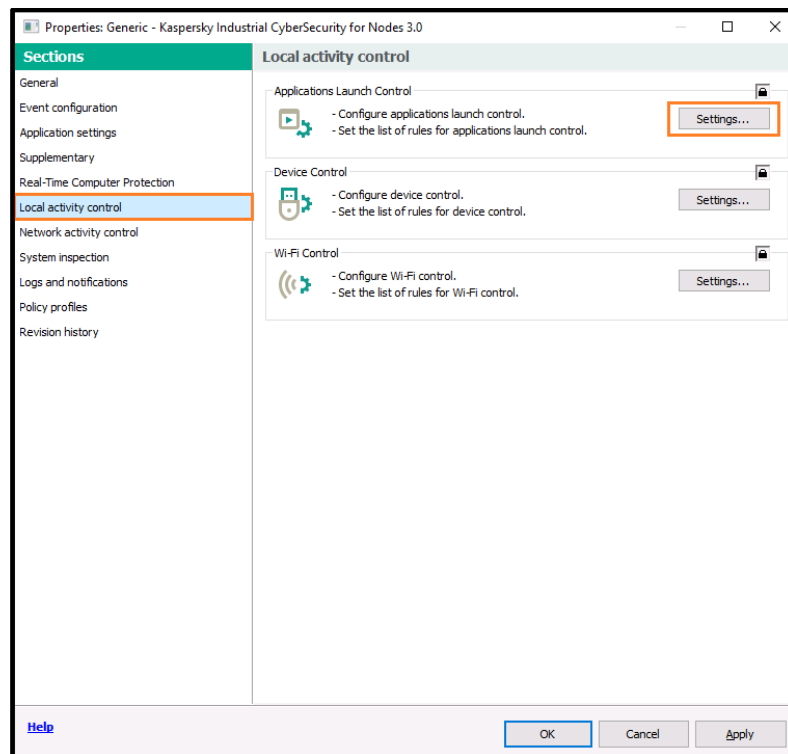 Properties: Generic - Kaspersky Industrial CyberSecurity for Nodes 3.0
Sections
General
Event configuration
Application settings
Supplementary
Real-Time Computer Protection
Local activity control
Network activity control
System inspection
Logs and notifications
Policy profiles
Revision history
Local activity control
Applications Launch Control
- Configure applications launch control.
- Set the list of rules for applications launch control.
Settings...
Device Control
- Configure device control.
- Set the list of rules for device control.
Settings...
Wi-Fi Control
- Configure Wi-Fi control.
- Set the list of rules for Wi-Fi control.
Settings...
Help
OK
Cancel
Apply